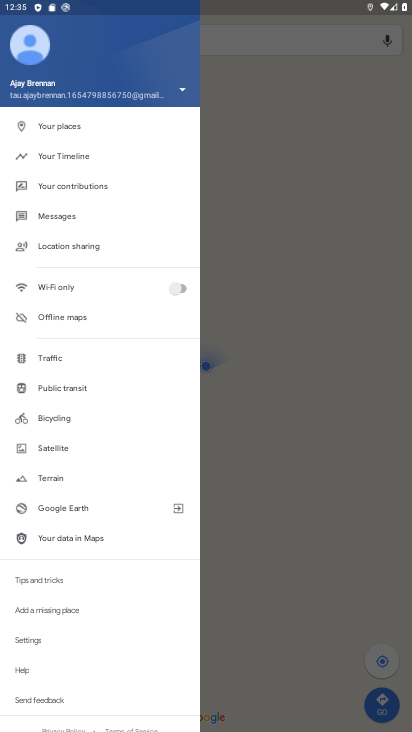 12:35
Ajay Brennan
tau.ajaybrennan.1654798856750@gmail...
Your places
Your Timeline
Your contributions
Messages
Location sharing
Wi-Fi only
Offline maps
Traffic
Public transit
Bicycling
Satellite
Terrain
Google Earth
Your data in Maps
Tips and tricks
Add a missing place
Settings
Help
Send feedback
Privacy Policy • Terms of Service
GO
ogle